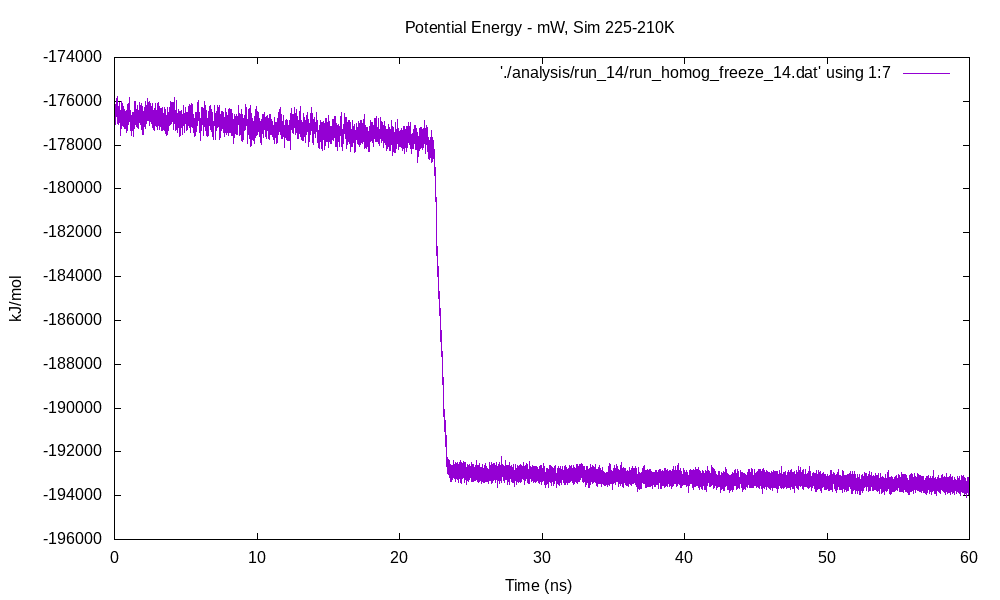 Potential Energy - mW, Sim 225-210K
'./analysis/run_14/run_homog_freeze_14.dat' using 1:7
-174000
-176000
-178000
-180000
-182000
-184000
-186000
-188000
-190000
-192000
-194000
-196000
kJ/mol
0 10 20 30 40 50 60
Time (ns)